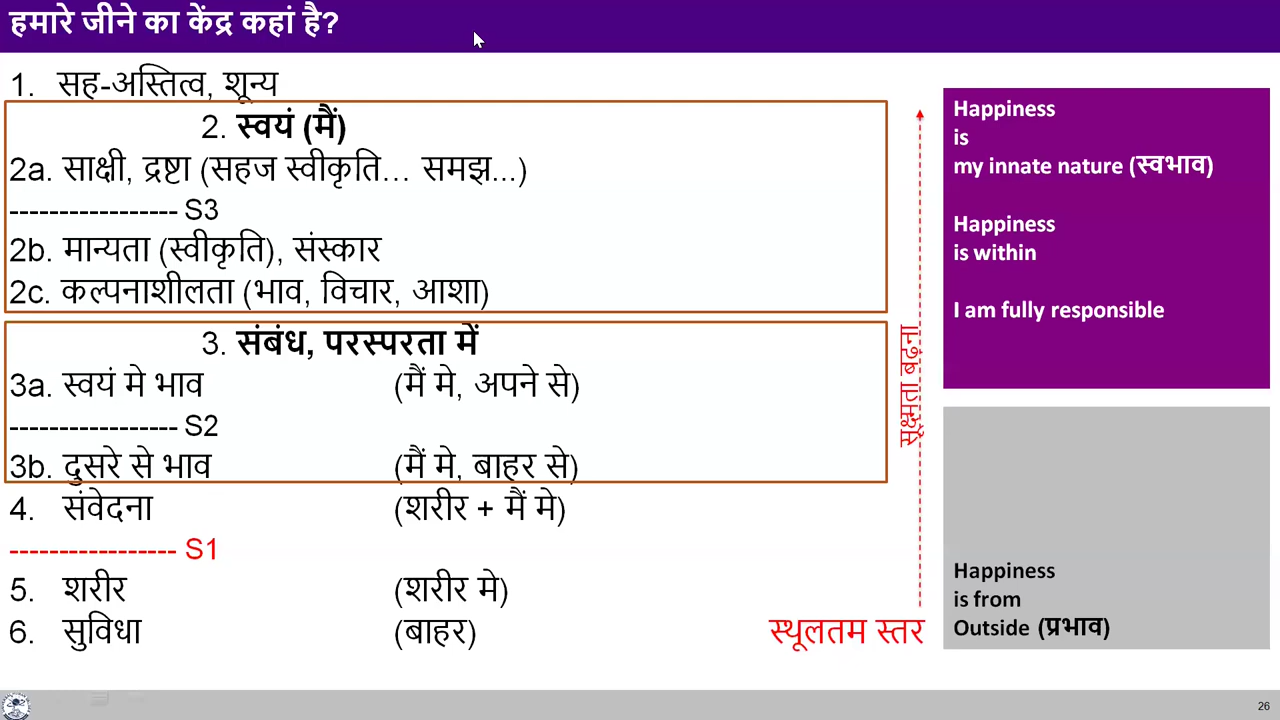 हमारे जीने का केंद्र कहां है?
1. सह-अस्तित्व, शून्य
2. स्वयं (मैं)
2a. साक्षी, द्रष्टा (सहज स्वीकृति... समझ...)
----------------- S3
2b. मान्यता (स्वीकृति), संस्कार
2c. कल्पनाशीलता (भाव, विचार, आशा)
3. संबंध, परस्परता में
3a. स्वयं मे भाव (मैं मे, अपने से)
----------------- S2
3b. दुसरे से भाव (मैं मे, बाहर से)
4. संवेदना (शरीर + मैं मे)
----------------- S1
5. शरीर (शरीर मे)
6. सुविधा (बाहर)
सूक्ष्मता बढ़ना
स्थूलतम स्तर
Happiness
is
my innate nature (स्वभाव)
Happiness
is within
I am fully responsible
Happiness
is from
Outside (प्रभाव)
26